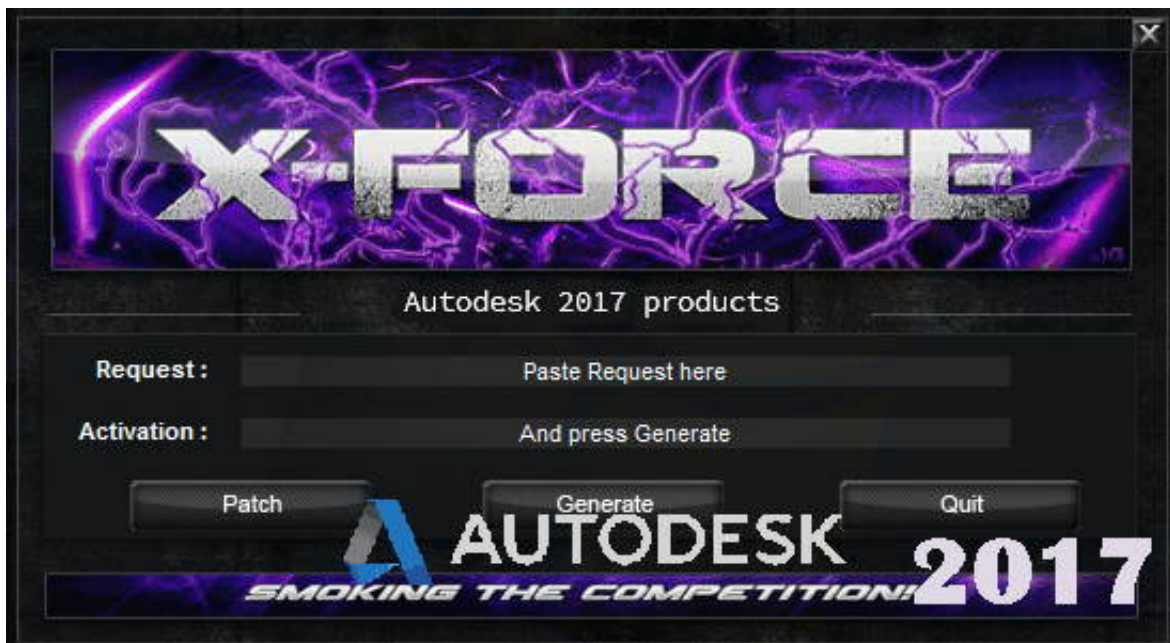 X-FORCE
Autodesk 2017 products
Request : Paste Request here
Activation : And press Generate
Patch Generate Quit
AUTODESK 2017
SMOKING THE COMPETITION!